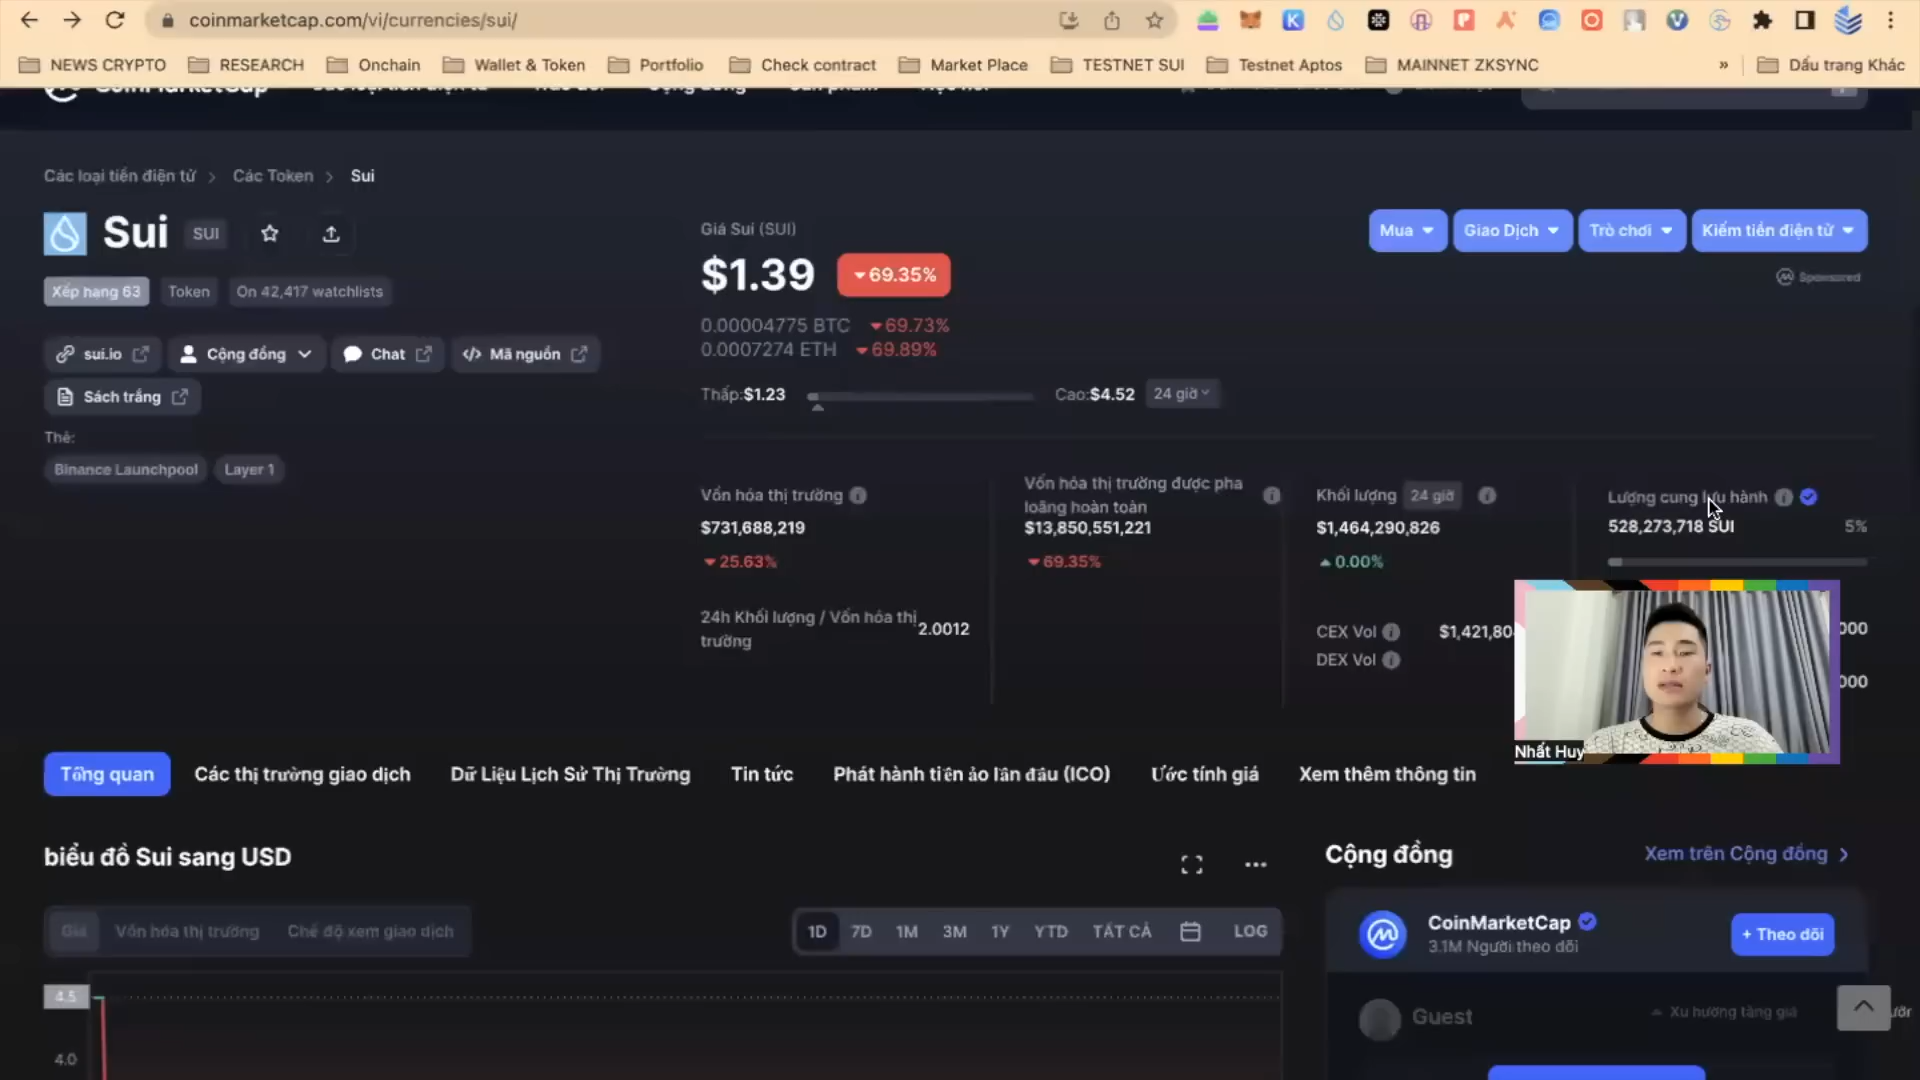 coinmarketcap.com/vi/currencies/sui/
NEWS CRYPTO
RESEARCH
Onchain
Wallet & Token
Portfolio
Check contract
Market Place
TESTNET SUI
Testnet Aptos
MAINNET ZKSYNC
»
Dấu trang Khác
CoinMarketCap
Các loại tiền điện tử > Các Token > Sui
Sui SUI
Xếp hạng 63
Token
On 42,417 watchlists
sui.io
Cộng đồng
Chat
Mã nguồn
Sách trắng
Thẻ:
Binance Launchpool
Layer 1
Giá Sui (SUI)
$1.39 69.35%
0.00004775 BTC 69.73%
0.0007274 ETH 69.89%
Thấp:$1.23
Cao:$4.52
24 giờ
Mua
Giao Dịch
Trò chơi
Kiếm tiền điện tử
Sponsored
Vốn hóa thị trường
$731,688,219
25.63%
24h Khối lượng / Vốn hóa thị
trường
2.0012
Vốn hóa thị trường được pha
loãng hoàn toàn
$13,850,551,221
69.35%
Khối lượng 24 giờ
$1,464,290,826
0.00%
CEX Vol $1,421,80
DEX Vol
Lượng cung lưu hành
528,273,718 SUI 5%
000
000
Nhất Huy
Tổng quan
Các thị trường giao dịch
Dữ Liệu Lịch Sử Thị Trường
Tin tức
Phát hành tiền ảo lần đầu (ICO)
Ước tính giá
Xem thêm thông tin
biểu đồ Sui sang USD
Giá
Vốn hóa thị trường
Chế độ xem giao dịch
1D
7D
1M
3M
1Y
YTD
TẤT CẢ
LOG
4.5
4.0
Cộng đồng
Xem trên Cộng đồng >
CoinMarketCap
3.1M Người theo dõi
+ Theo dõi
Guest
Xu hướng tăng giá